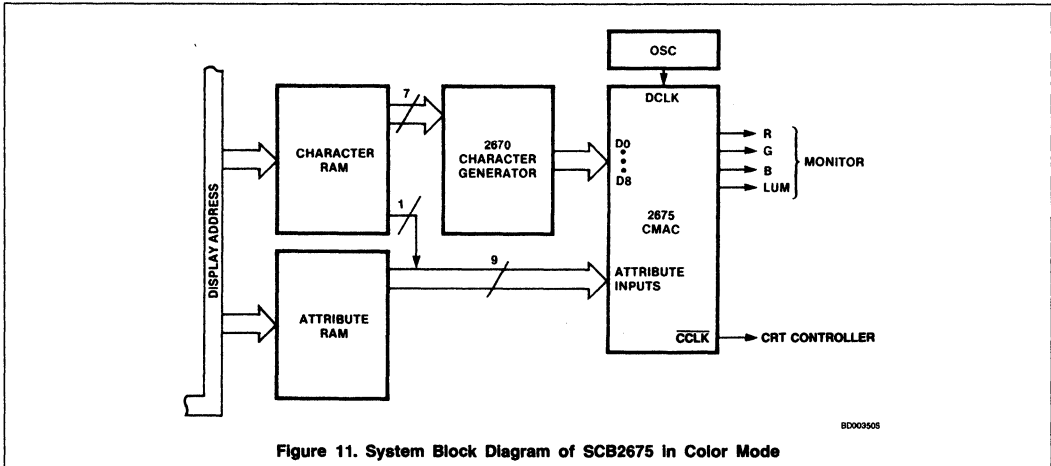 OSC
DCLK
7
CHARACTER
RAM
2670
CHARACTER
GENERATOR
D0
D8
R
G
B
LUM
MONITOR
2675
CMAC
1
9
ATTRIBUTE
INPUTS
DISPLAY ADDRESS
ATTRIBUTE
RAM
CCLK
CRT CONTROLLER
BD00350S
Figure 11. System Block Diagram of SCB2675 in Color Mode